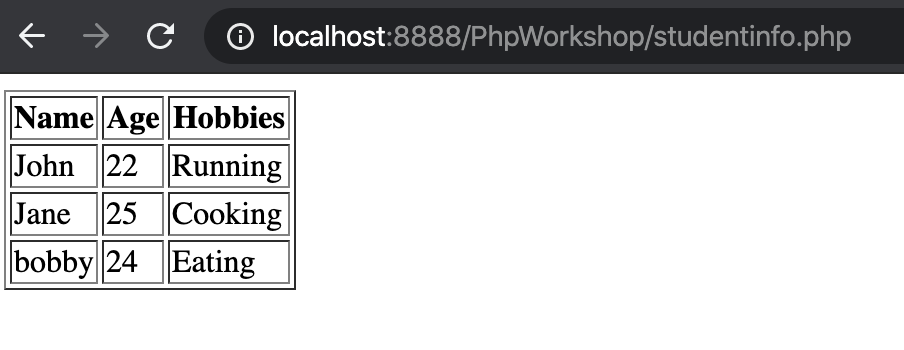 localhost:8888/PhpWorkshop/studentinfo.php
Name Age Hobbies
John 22 Running
Jane 25 Cooking
bobby 24 Eating